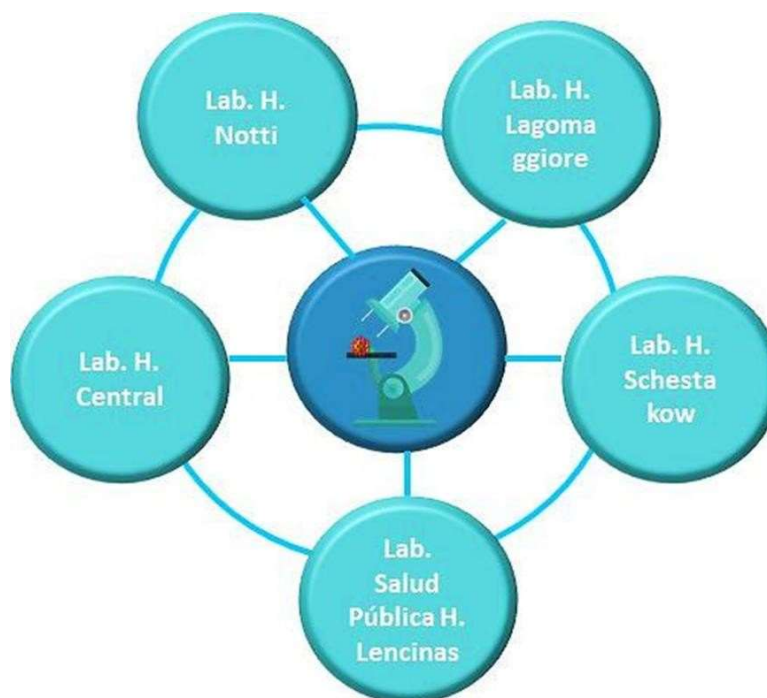 Lab. H.
Notti
Lab. H.
Lagoma
ggiore
Lab. H.
Central
Lab. H.
Schesta
kow
Lab.
Salud
Pública H.
Lencinas